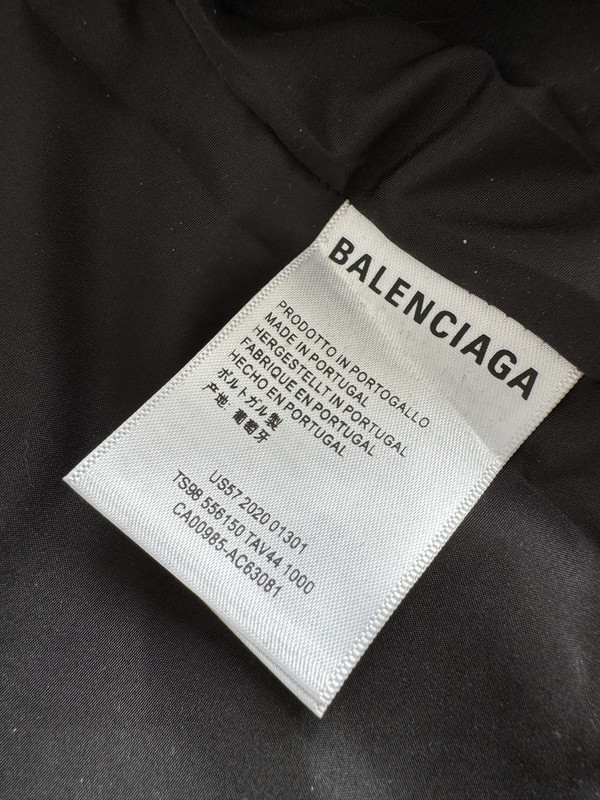 BALENCIAGA
PRODOTTO IN PORTOGALLO
MADE IN PORTUGAL
HERGESTELLT IN PORTUGAL
FABRIQUE EN PORTUGAL
HECHO EN PORTUGAL
ポルトガル製
产地 葡萄牙
US57 2020 01301
TS98 556150 TAV44 1000
CA00985-AC63081